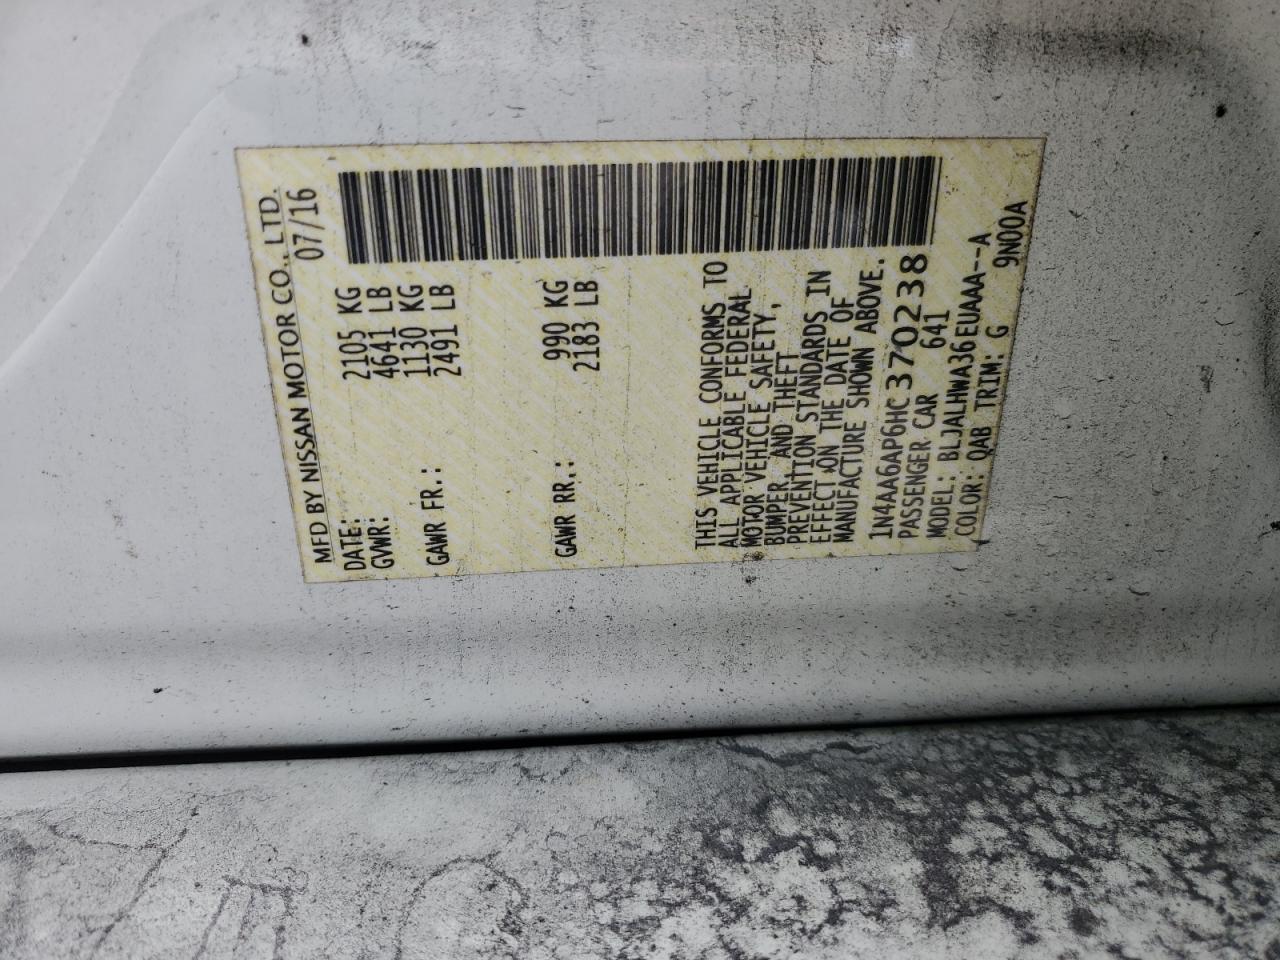 MFD BY NISSAN MOTOR CO., LTD.
DATE: 07/16
GVWR: 2105 KG
4641 LB
GAWR FR.: 1130 KG
2491 LB
GAWR RR.: 990 KG
2183 LB
THIS VEHICLE CONFORMS TO
ALL APPLICABLE FEDERAL
MOTOR VEHICLE SAFETY,
BUMPER, AND THEFT
PREVENTION STANDARDS IN
EFFECT ON THE DATE OF
MANUFACTURE SHOWN ABOVE.
1N4AA6AP6HC370238
PASSENGER CAR 641
MODEL: BLJALHWA36EUAAA--A
COLOR: QAB TRIM: G 9N00A